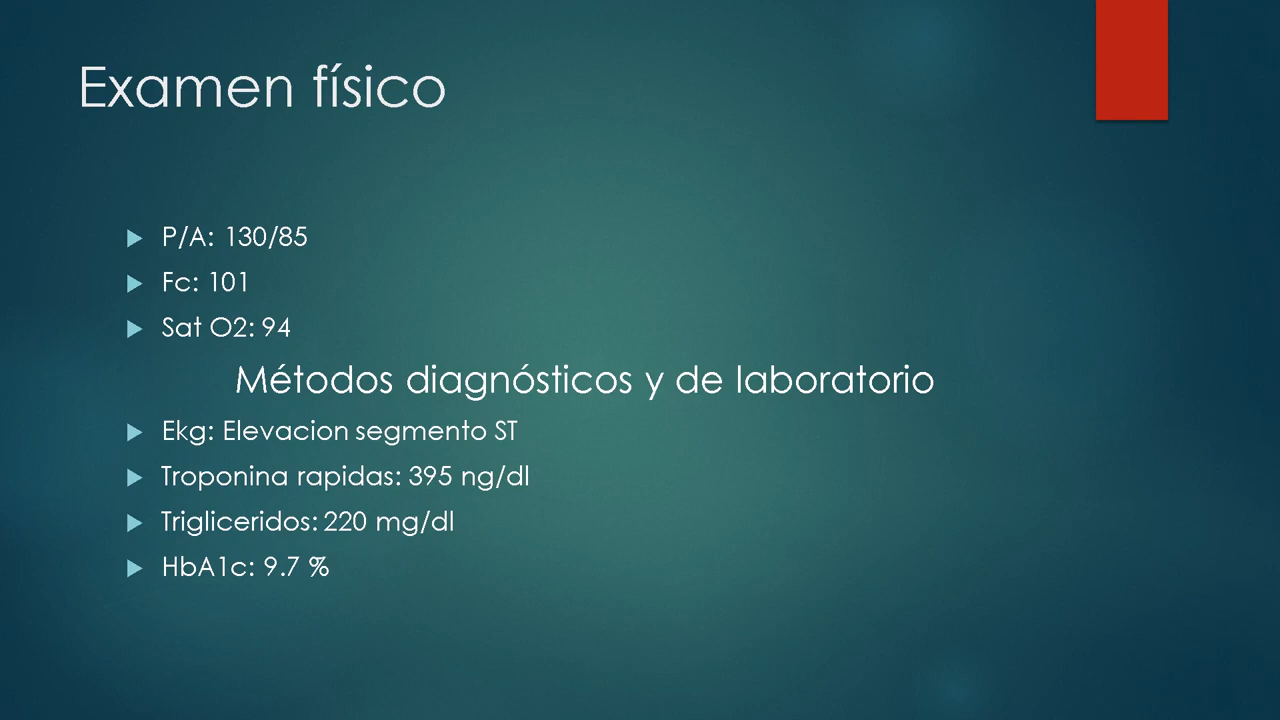 Examen físico
P/A: 130/85
Fc: 101
Sat O2: 94
Métodos diagnósticos y de laboratorio
Ekg: Elevacion segmento ST
Troponina rapidas: 395 ng/dl
Trigliceridos: 220 mg/dl
HbA1c: 9.7 %